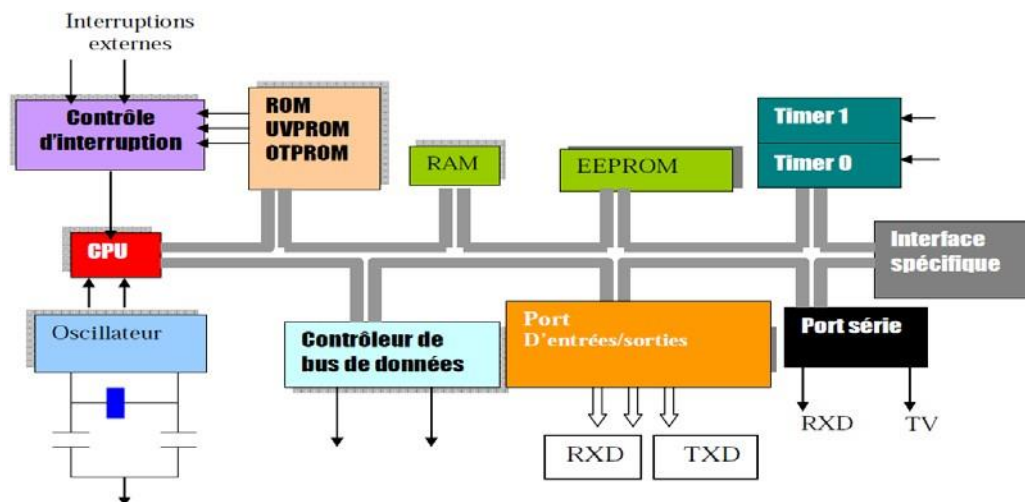 Interruptions
externes
Contrôle
d'interruption
ROM
UVPROM
OTPROM
RAM
EEPROM
Timer 1
Timer 0
CPU
Interface
spécifique
Oscillateur
Contrôleur de
bus de données
Port
D'entrées/sorties
Port série
RXD
TV
RXD
TXD